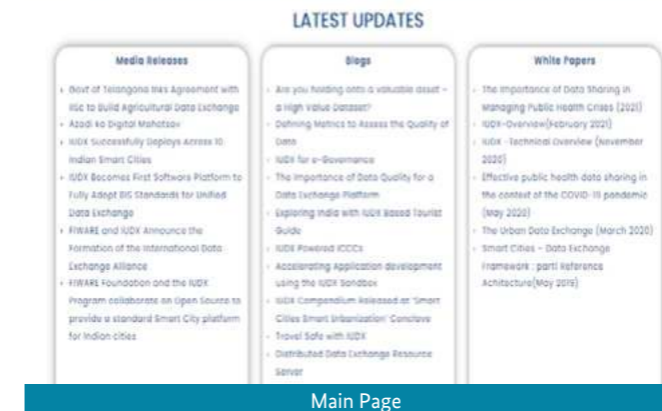 LATEST UPDATES
Media Releases
Govt of Telangana inks Agreement with
IISc to Build Agricultural Data Exchange
Azadi ka Digital Mahotsav
IUDX Successfully Deploys Across 10
Indian Smart Cities
IUDX Becomes First Software Platform to
Fully Adopt BIS Standards for Unified
Data Exchange
FIWARE and IUDX Announce the
Formation of the International Data
Exchange Alliance
FIWARE Foundation and the IUDX
Program collaborate on Open Source to
provide a standard Smart City platform
for Indian cities
Blogs
Are you holding onto a valuable asset –
a High Value Dataset?
Defining Metrics to Assess the Quality of
Data
IUDX for e-Governance
The Importance of Data Quality for a
Data Exchange Platform
Exploring India with IUDX Based Tourist
Guide
IUDX Powered ICCCs
Accelerating Application development
using the IUDX Sandbox
IUDX Compendium Released at 'Smart
Cities Smart Urbanization' Conclave
Travel Safe with IUDX
Distributed Data Exchange Resource
Server
White Papers
The Importance of Data Sharing in
Managing Public Health Crises (2021)
IUDX-Overview(February 2021)
IUDX -Technical Overview (November
2020)
Effective public health data sharing in
the context of the COVID-19 pandemic
(May 2020)
The Urban Data Exchange (March 2020)
Smart Cities – Data Exchange
Framework : part1 Reference
Achitecture(May 2019)
Main Page